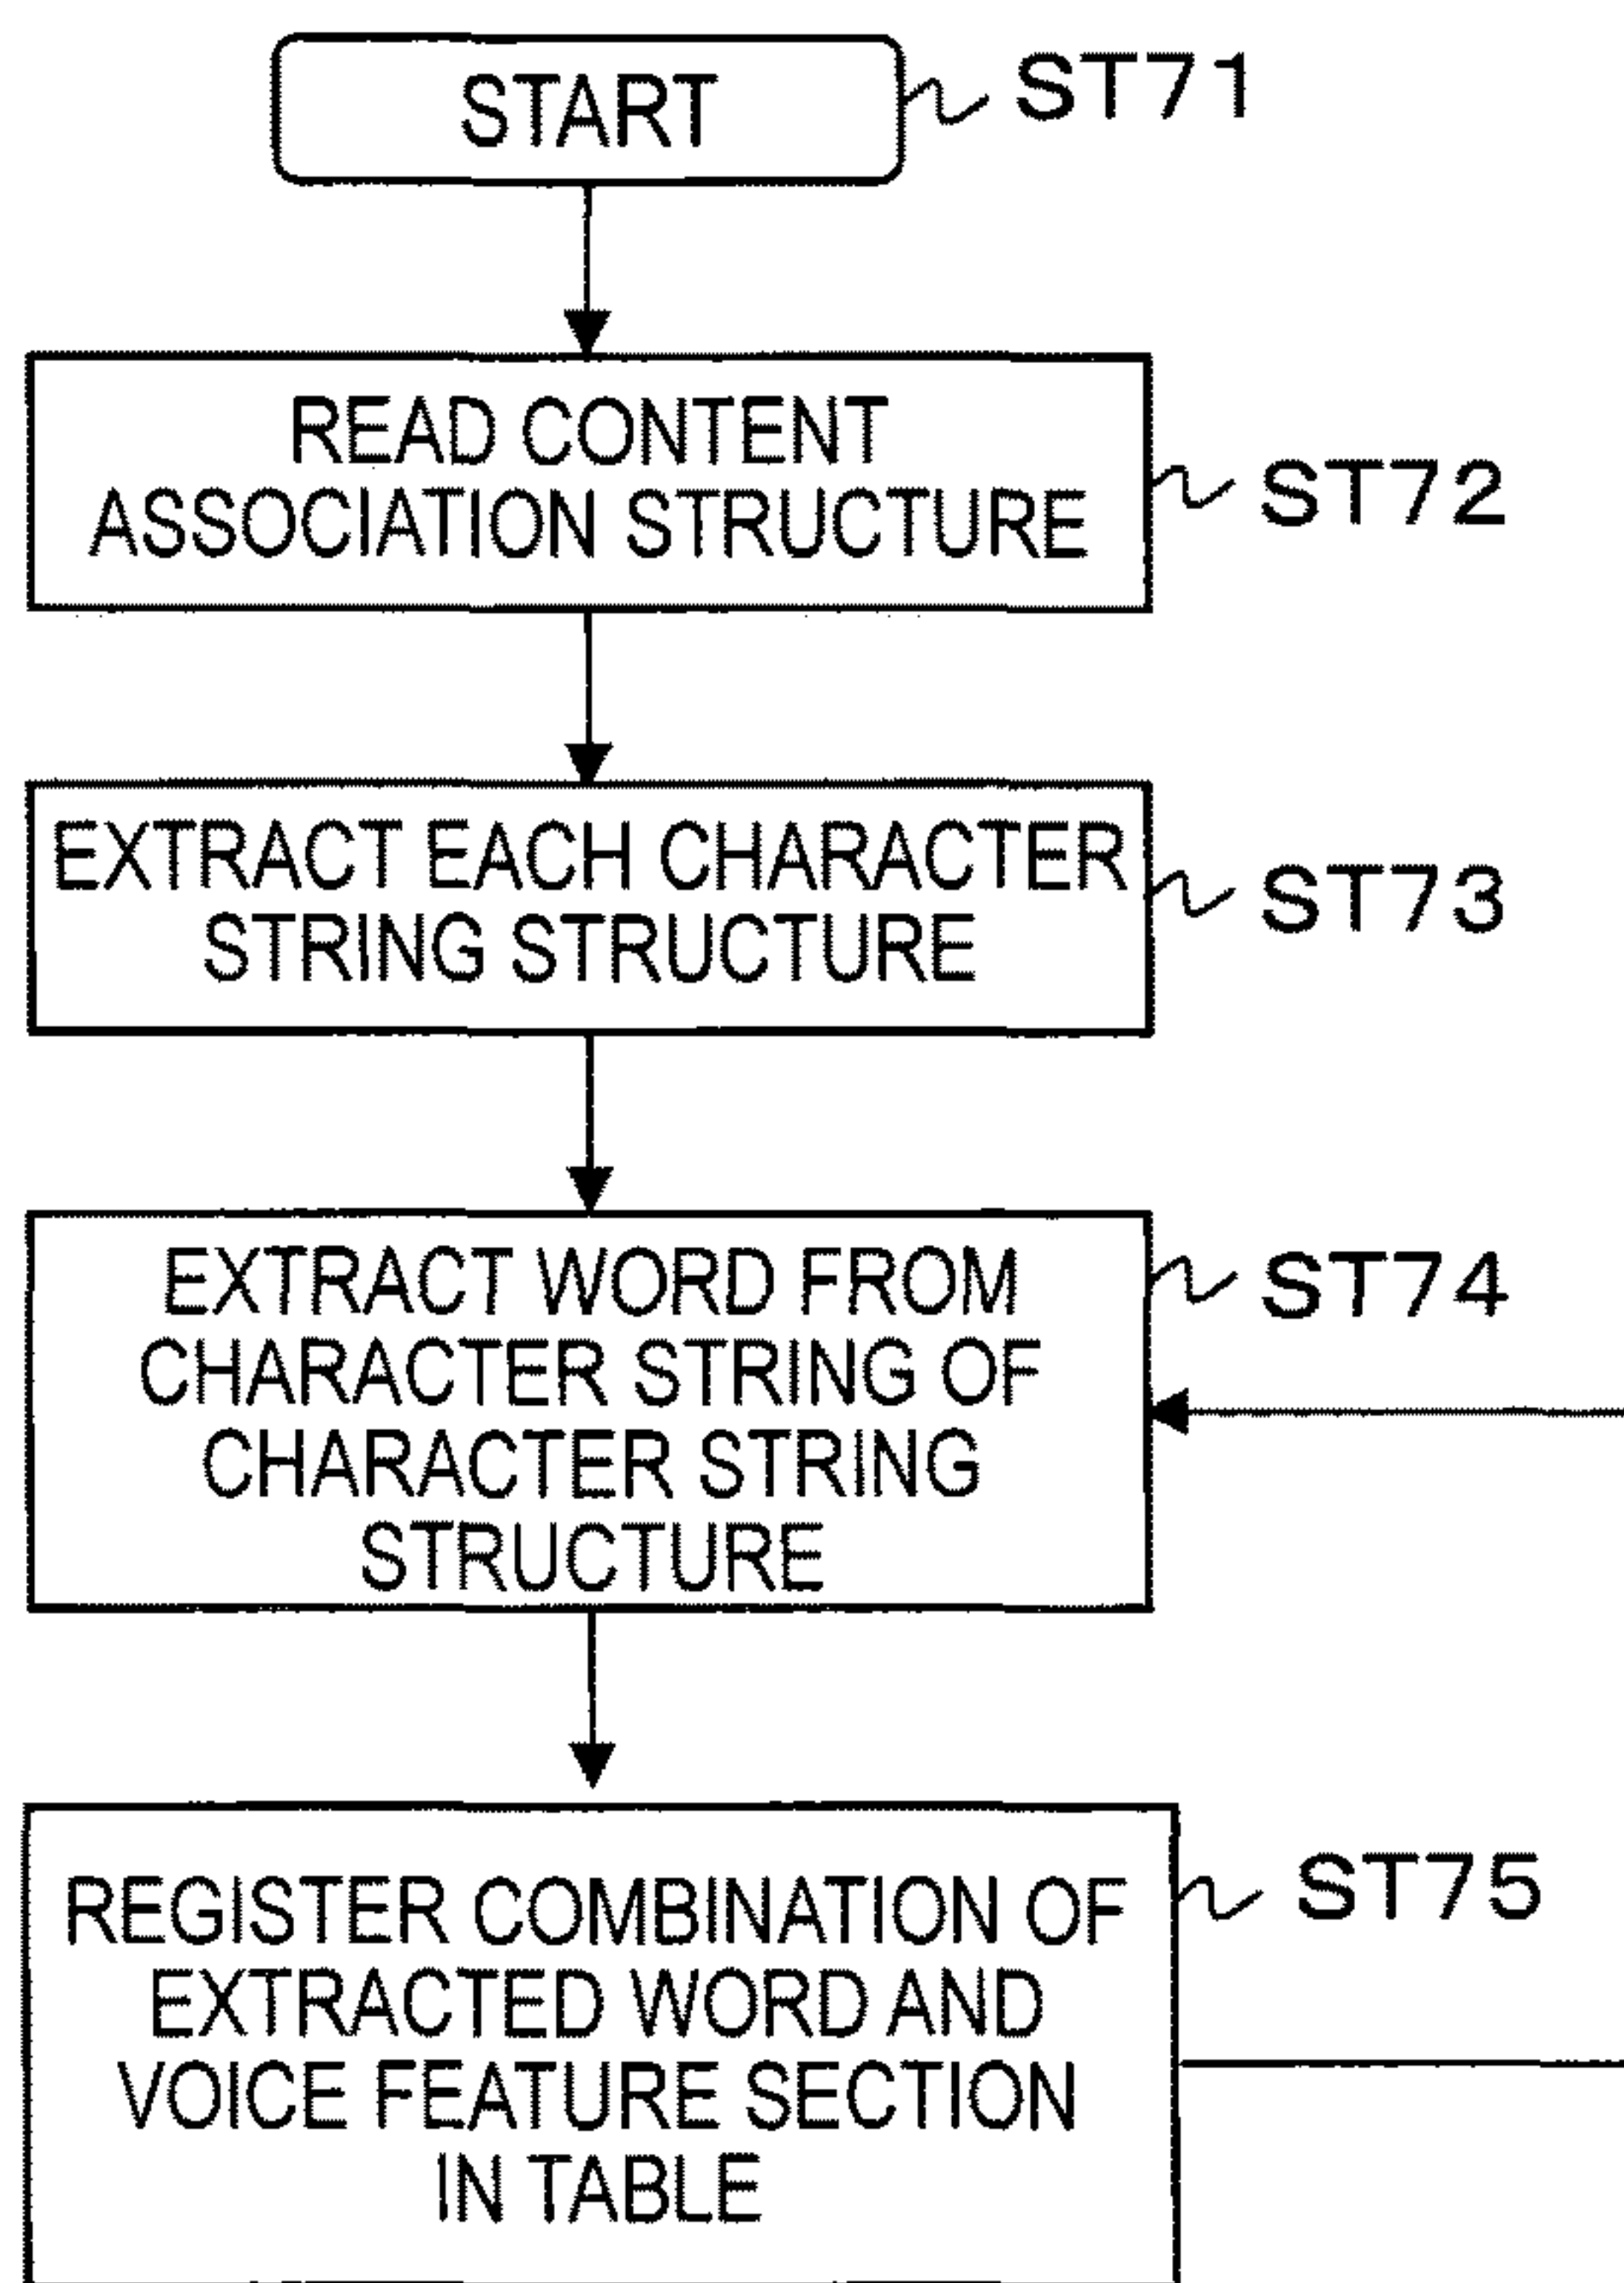 START
ST71
READ CONTENT
ASSOCIATION STRUCTURE
ST72
EXTRACT EACH CHARACTER
STRING STRUCTURE
ST73
EXTRACT WORD FROM
CHARACTER STRING OF
CHARACTER STRING
STRUCTURE
ST74
REGISTER COMBINATION OF
EXTRACTED WORD AND
VOICE FEATURE SECTION
IN TABLE
ST75